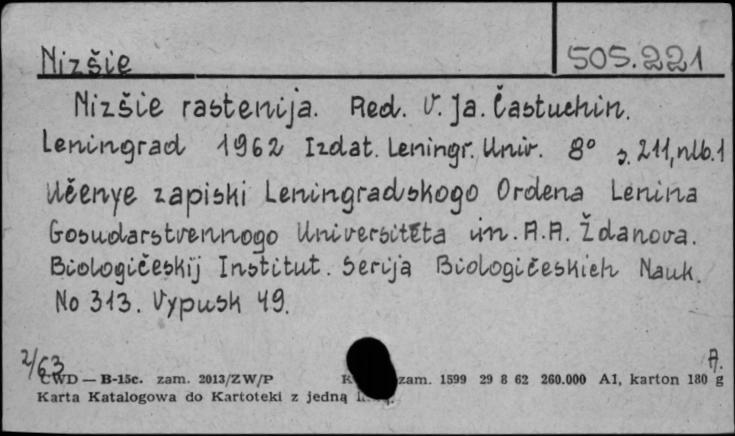 Nizšie
505.221
Nizšie rastenija. Red. V. Ja. Častuchin.
Leningrad 1962 Izdat. Leningr. Univ. 8° s. 211, nlb. 1
Učenye zapiski Leningradskogo Ordena Lenina
Gosudarstvennogo Universitěta im. A.A. Ždanova.
Biologičeskij Institut. Serija Biologičeskich Nauk.
No 313. Vypusk 49.
2/63
A.
CWD — B-15c. zam. 2013/ZW/P zam. 1599 29 8 62 260.000 A1, karton 180 g
Karta Katalogowa do Kartoteki z jedną